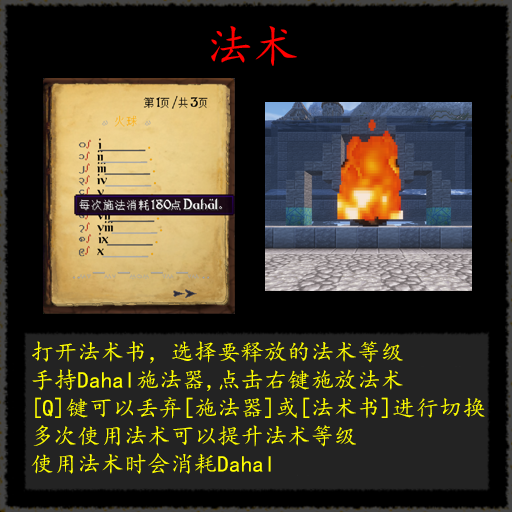 法术
第1页/共3页
火球
i
ii
iii
iv
v
每次施法消耗180点Dahäl。
vii
viii
ix
x
打开法术书，选择要释放的法术等级
手持Dahal施法器,点击右键施放法术
[Q]键可以丢弃[施法器]或[法术书]进行切换
多次使用法术可以提升法术等级
使用法术时会消耗Dahal